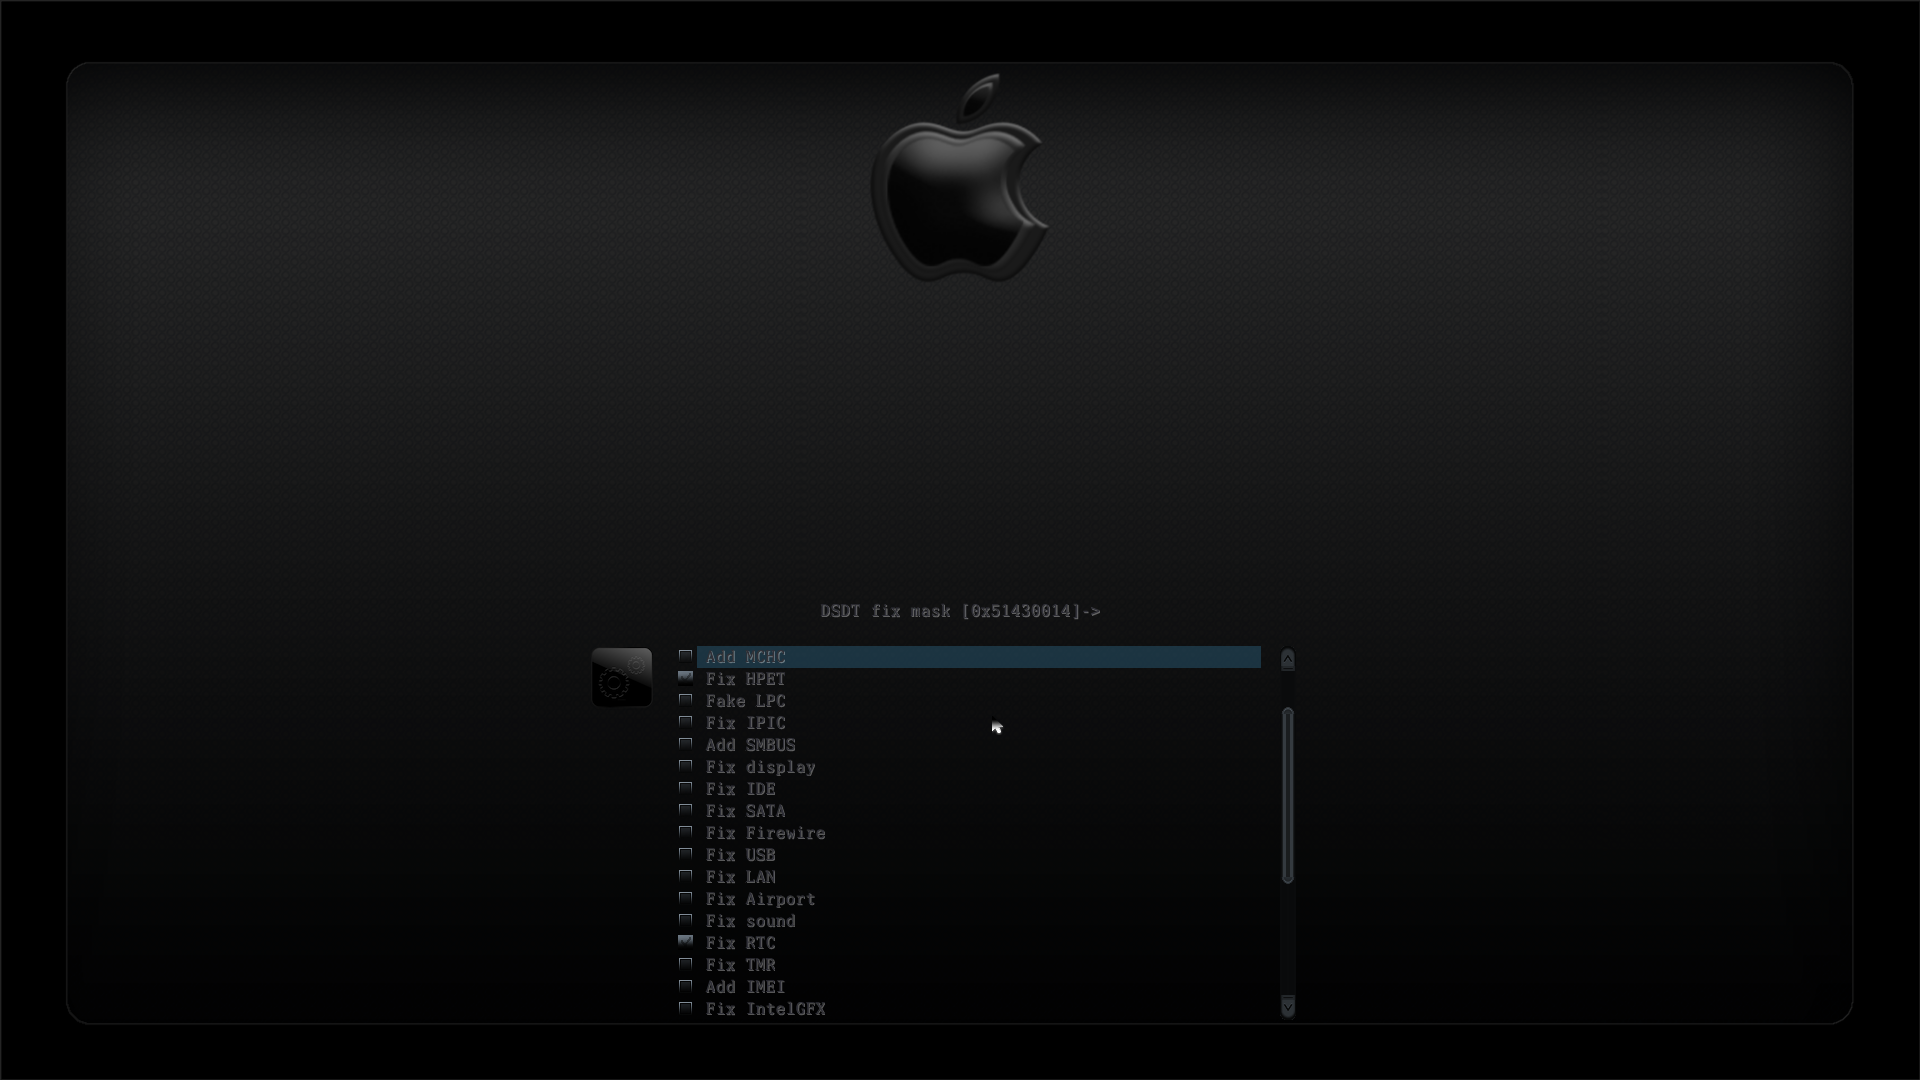 DSDT fix mask [0x51430014]->
Add MCHC
Fix HPET
Fake LPC
Fix IPIC
Add SMBUS
Fix display
Fix IDE
Fix SATA
Fix Firewire
Fix USB
Fix LAN
Fix Airport
Fix sound
Fix RTC
Fix TMR
Add IMEI
Fix IntelGFX